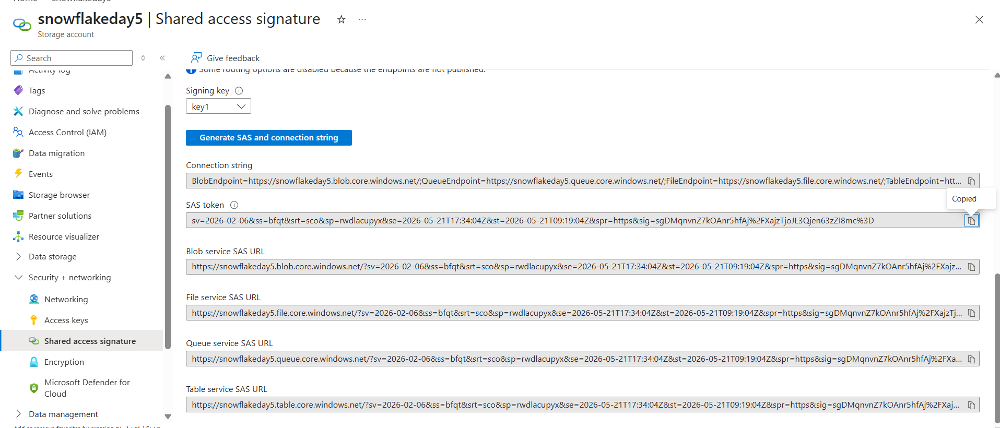 Home snowflakeday5
snowflakeday5 | Shared access signature
Storage account
Search
Give feedback
Activity log
Tags
Diagnose and solve problems
Access Control (IAM)
Data migration
Events
Storage browser
Partner solutions
Resource visualizer
Data storage
Security + networking
Networking
Access keys
Shared access signature
Encryption
Microsoft Defender for
Cloud
Data management
Add or remove favorites by pressing
Some routing options are disabled because the endpoints are not published.
Signing key
key1
Generate SAS and connection string
Connection string
BlobEndpoint=https://snowflakeday5.blob.core.windows.net/;QueueEndpoint=https://snowflakeday5.queue.core.windows.net/;FileEndpoint=https://snowflakeday5.file.core.windows.net/;TableEndpoint=htt...
Copied
SAS token
sv=2026-02-06&ss=bfqt&srt=sco&sp=rwdlacupyx&se=2026-05-21T17:34:04Z&st=2026-05-21T09:19:04Z&spr=https&sig=sgDMqnvnZ7kOAnr5hfAj%2FXajzTjoJL3Qjen63zZI8mc%3D
Blob service SAS URL
https://snowflakeday5.blob.core.windows.net/?sv=2026-02-06&ss=bfqt&srt=sco&sp=rwdlacupyx&se=2026-05-21T17:34:04Z&st=2026-05-21T09:19:04Z&spr=https&sig=sgDMqnvnZ7kOAnr5hfAj%2FXajz...
File service SAS URL
https://snowflakeday5.file.core.windows.net/?sv=2026-02-06&ss=bfqt&srt=sco&sp=rwdlacupyx&se=2026-05-21T17:34:04Z&st=2026-05-21T09:19:04Z&spr=https&sig=sgDMqnvnZ7kOAnr5hfAj%2FXajzTj...
Queue service SAS URL
https://snowflakeday5.queue.core.windows.net/?sv=2026-02-06&ss=bfqt&srt=sco&sp=rwdlacupyx&se=2026-05-21T17:34:04Z&st=2026-05-21T09:19:04Z&spr=https&sig=sgDMqnvnZ7kOAnr5hfAj%2FXa...
Table service SAS URL
https://snowflakeday5.table.core.windows.net/?sv=2026-02-06&ss=bfqt&srt=sco&sp=rwdlacupyx&se=2026-05-21T17:34:04Z&st=2026-05-21T09:19:04Z&spr=https&sig=sgDMqnvnZ7kOAnr5hfAj%2FXaj...